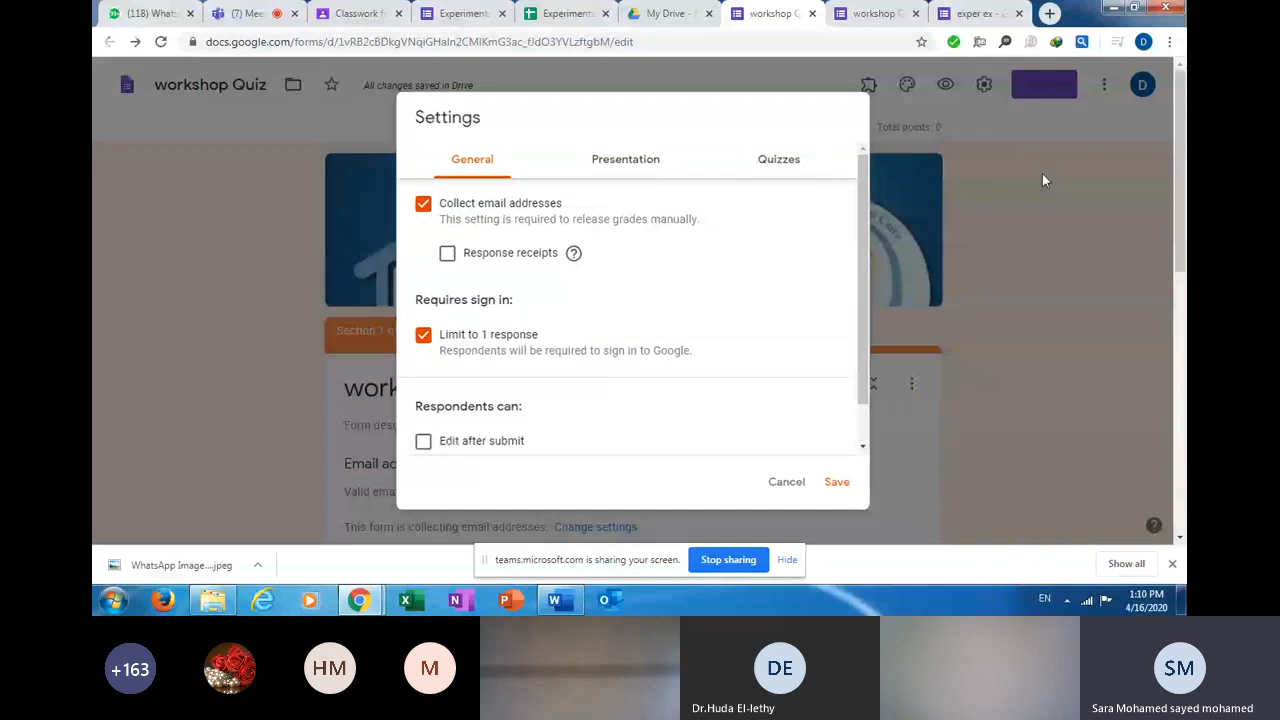 (118) Whats
(7) Mee
Classwork f
Experimen
Experimenta
My Drive -
workshop Q
workshop
exper ex - g
docs.google.com/forms/d/1vBN2cBDkgVNgiGHaIn2CMIKmG3ac_fJdO3YVLzftgbM/edit
workshop Quiz
All changes saved in Drive
D
Total points: 0
Settings
General
Presentation
Quizzes
Collect email addresses
This setting is required to release grades manually.
Response receipts
Requires sign in:
Limit to 1 response
Respondents will be required to sign in to Google.
Respondents can:
Edit after submit
Cancel
Save
Section 1 o
work
Form des
Email ad
Valid ema
This form is collecting email addresses. Change settings
WhatsApp Image....jpeg
teams.microsoft.com is sharing your screen.
Stop sharing
Hide
Show all
EN
1:10 PM
4/16/2020
+163
HM
M
DE
Dr.Huda El-lethy
SM
Sara Mohamed sayed mohamed